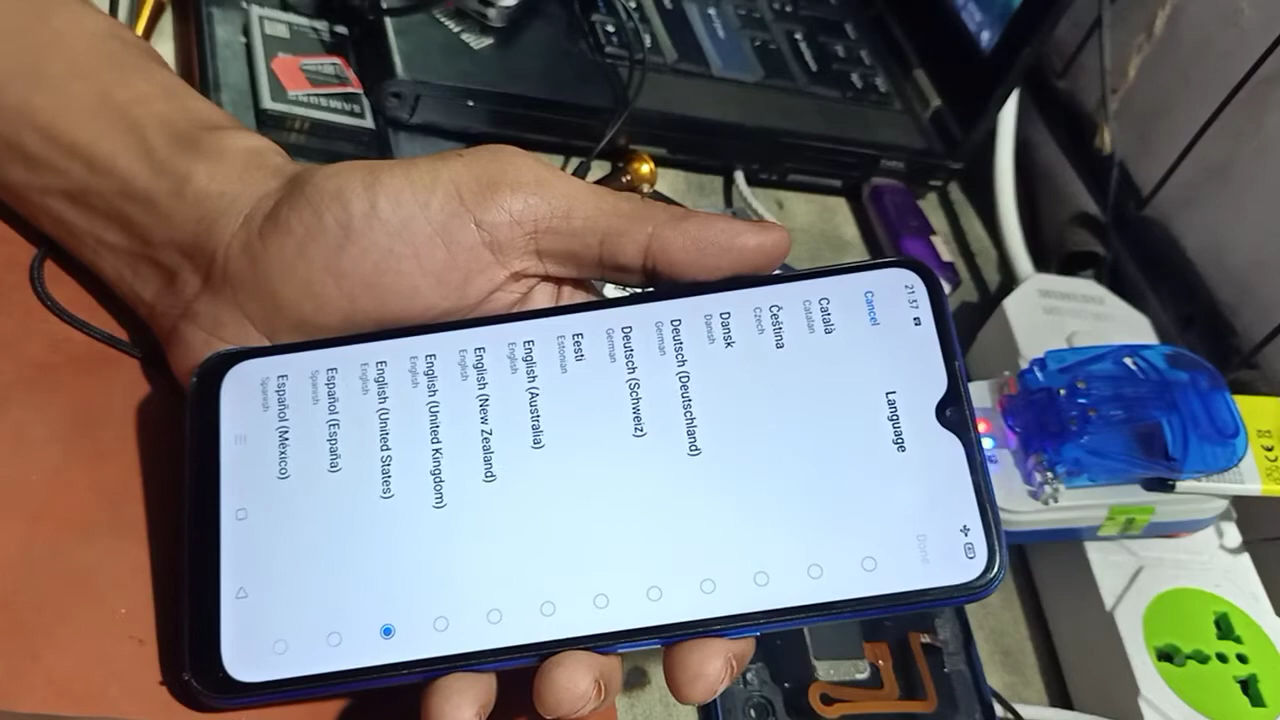 21:37
Cancel
Language
Done
Català
Catalan
Čeština
Czech
Dansk
Danish
Deutsch (Deutschland)
German
Deutsch (Schweiz)
German
Eesti
Estonian
English (Australia)
English
English (New Zealand)
English
English (United Kingdom)
English
English (United States)
English
Español (España)
Spanish
Español (México)
Spanish
SAMSUNG